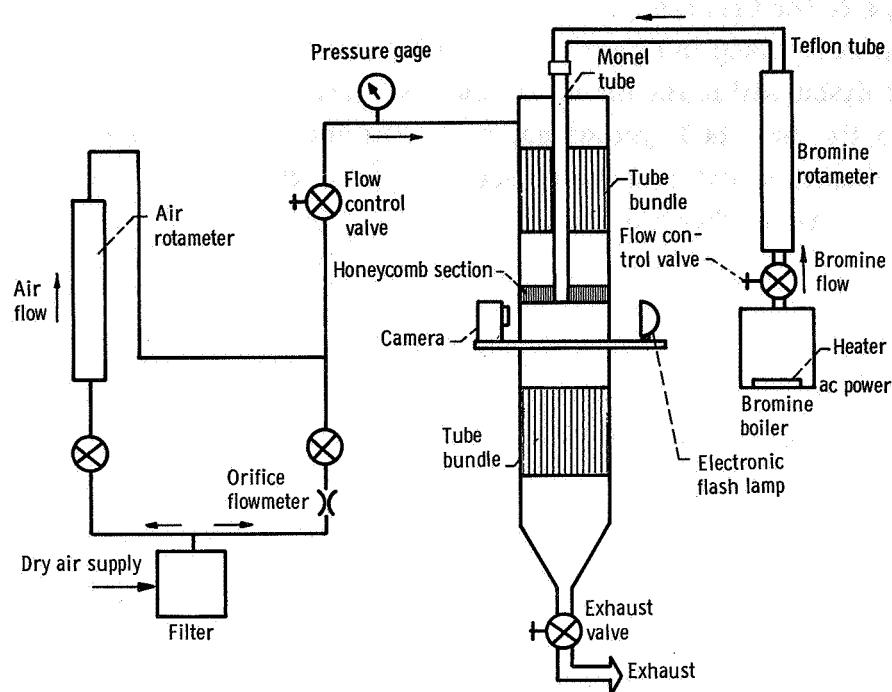 Pressure gage
Monel
tube
Teflon tube
Bromine
rotameter
Tube
bundle
Flow
control
valve
Air
rotameter
Air
flow
Flow con-
trol valve
Bromine
flow
Honeycomb section
Camera
Heater
ac power
Bromine
boiler
Tube
bundle
Electronic
flash lamp
Orifice
flowmeter
Dry air supply
Filter
Exhaust
valve
Exhaust